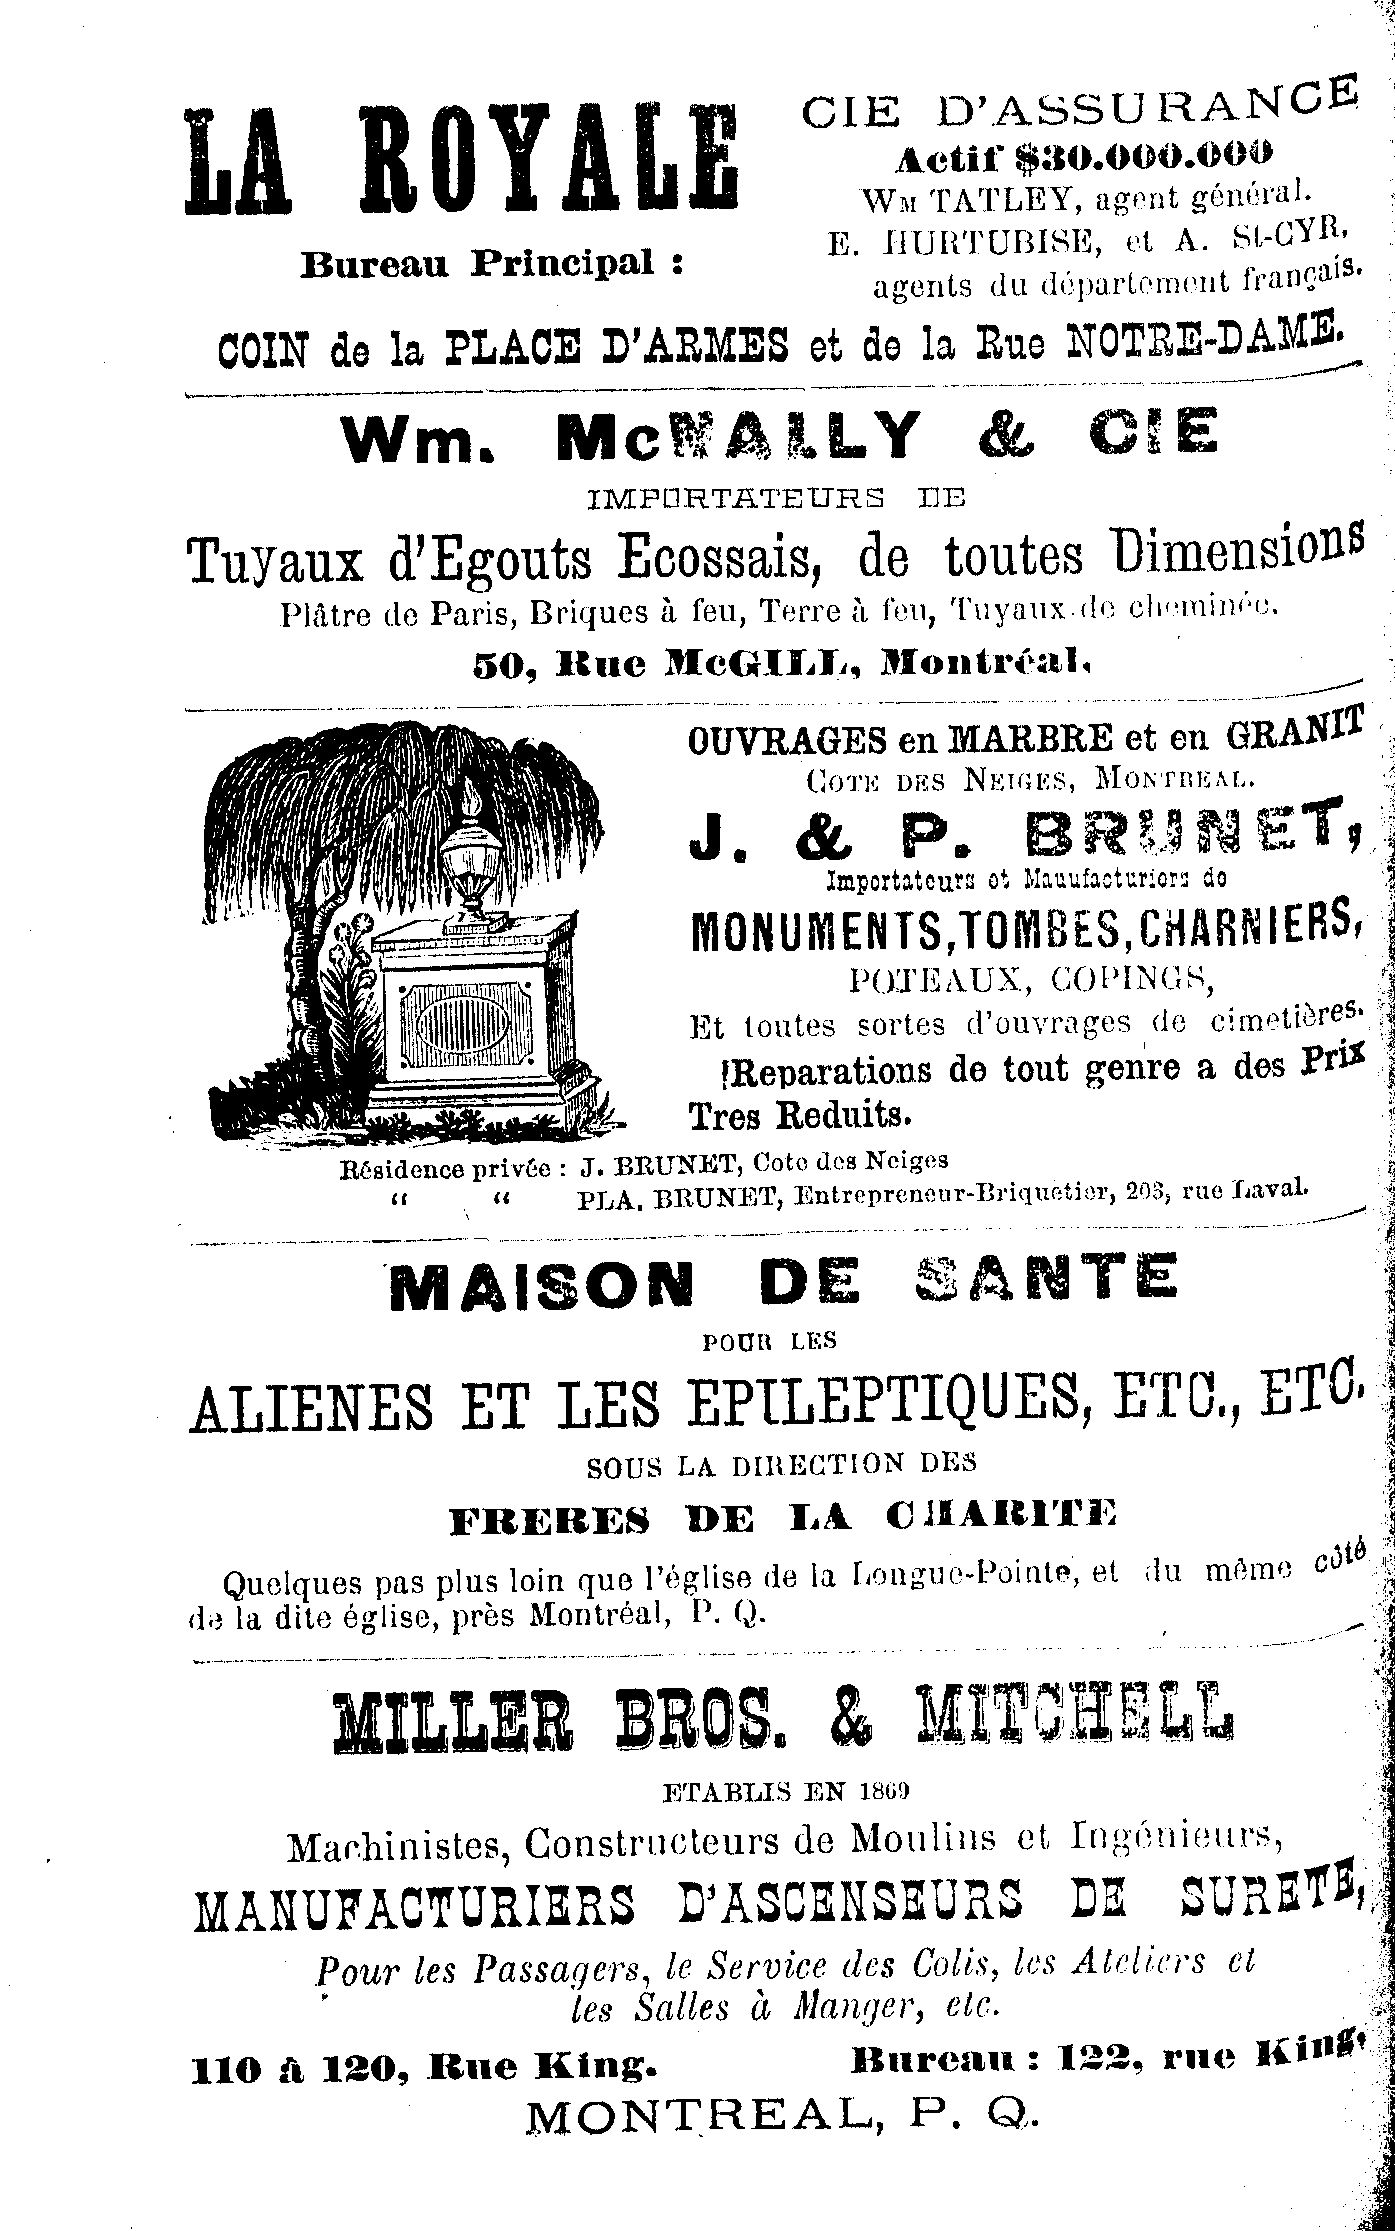 LA ROYALE
CIE D'ASSURANCE
Actif $30.000.000
WM TATLEY, agent général.
E. HURTUBISE, et A. St-CYR,
agents du département français.
Bureau Principal :
COIN de la PLACE D'ARMES et de la Rue NOTRE-DAME.
Wm. McNALLY & CIE
IMPORTATEURS DE
Tuyaux d'Egouts Ecossais, de toutes Dimensions
Plâtre de Paris, Briques à feu, Terre à feu, Tuyaux de cheminée.
50, Rue McGILL, Montréal.
OUVRAGES en MARBRE et en GRANIT
COTE DES NEIGES, MONTREAL.
J. & P. BRUNET,
Importateurs et Manufacturiers de
MONUMENTS, TOMBES, CHARNIERS,
POTEAUX, COPINGS,
Et toutes sortes d'ouvrages de cimetières.
!Reparations de tout genre a des Prix
Tres Reduits.
Résidence privée : J. BRUNET, Cote des Neiges
“ “ PLA. BRUNET, Entrepreneur-Briquetier, 203, rue Laval.
MAISON DE SANTE
POUR LES
ALIENES ET LES EPILEPTIQUES, ETC., ETC.
SOUS LA DIRECTION DES
FRERES DE LA CHARITE
Quelques pas plus loin que l'église de la Longue-Pointe, et du même côté
de la dite église, près Montréal, P. Q.
MILLER BROS. & MITCHELL
ETABLIS EN 1869
Machinistes, Constructeurs de Moulins et Ingénieurs,
MANUFACTURIERS D'ASCENSEURS DE SURETE,
Pour les Passagers, le Service des Colis, les Ateliers et
les Salles à Manger, etc.
110 à 120, Rue King. Bureau : 122, rue King.
MONTREAL, P. Q.